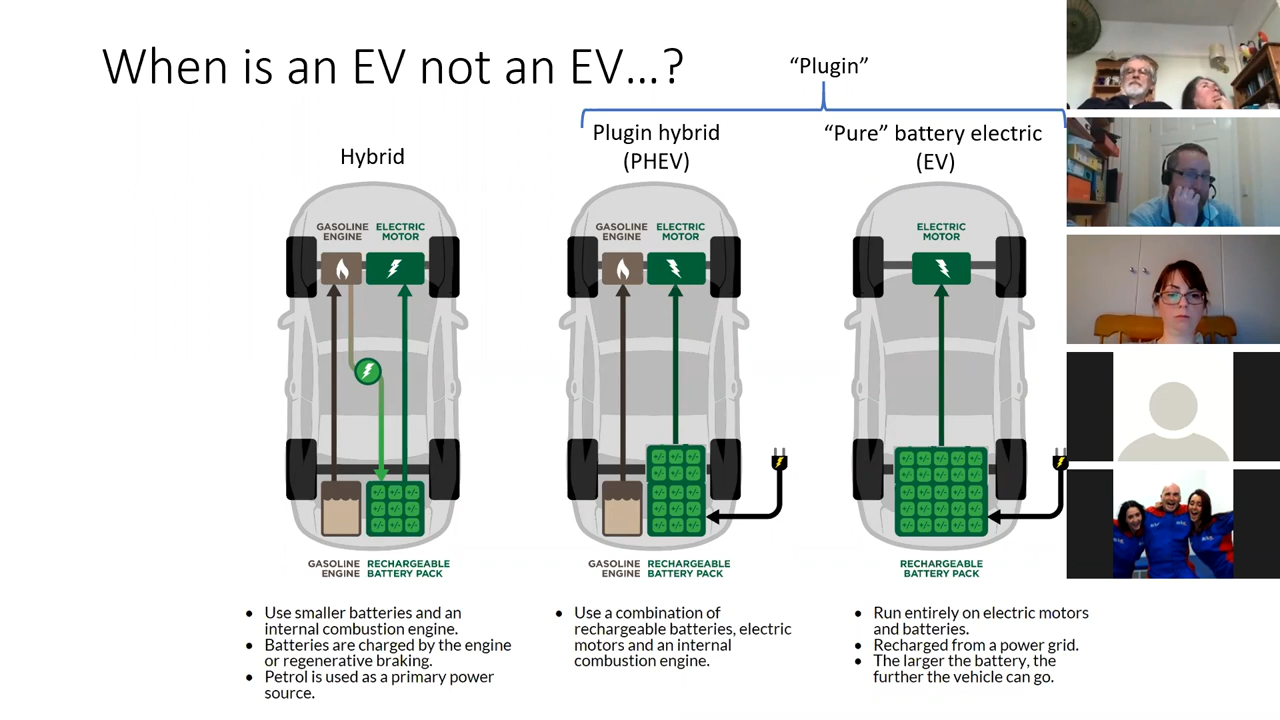 When is an EV not an EV...?
“Plugin”
Hybrid
Plugin hybrid
(PHEV)
“Pure” battery electric
(EV)
GASOLINE
ENGINE
ELECTRIC
MOTOR
GASOLINE
ENGINE
ELECTRIC
MOTOR
ELECTRIC
MOTOR
GASOLINE
ENGINE
RECHARGEABLE
BATTERY PACK
GASOLINE
ENGINE
RECHARGEABLE
BATTERY PACK
RECHARGEABLE
BATTERY PACK
• Use smaller batteries and an
internal combustion engine.
• Batteries are charged by the engine
or regenerative braking.
• Petrol is used as a primary power
source.
• Use a combination of
rechargeable batteries, electric
motors and an internal
combustion engine.
• Run entirely on electric motors
and batteries.
• Recharged from a power grid.
• The larger the battery, the
further the vehicle can go.